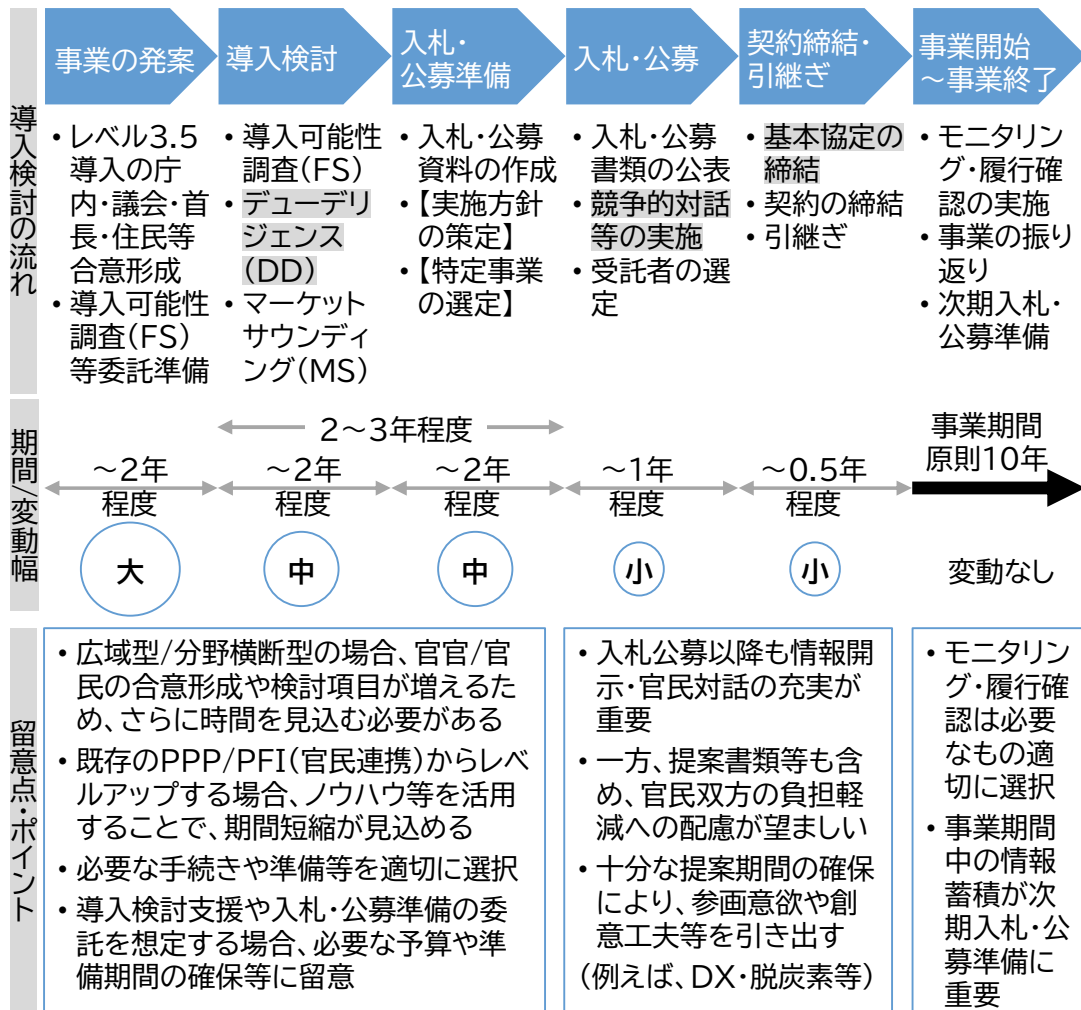 事業の発案
導入検討
入札・
公募準備
入札・公募
契約締結・
引継ぎ
事業開始
～事業終了
導入検討の流れ
・レベル3.5
導入の庁
内・議会・首
長・住民等
合意形成
・導入可能性
調査(FS)
等委託準備
・導入可能性
調査(FS)
・デューデリ
ジェンス
(DD)
・マーケット
サウンディ
ング(MS)
・入札・公募
資料の作成
・【実施方針
の策定】
・【特定事業
の選定】
・入札・公募
書類の公表
・競争的対話
等の実施
・受託者の選
定
・基本協定の
締結
・契約の締結
・引継ぎ
・モニタリン
グ・履行確
認の実施
・事業の振り
返り
・次期入札・
公募準備
期間/変動幅
2～3年程度
～2年
程度
～2年
程度
～2年
程度
～1年
程度
～0.5年
程度
事業期間
原則10年
大
中
中
小
小
変動なし
留意点・ポイント
・広域型/分野横断型の場合、官官/官
民の合意形成や検討項目が増えるた
め、さらに時間を見込む必要がある
・既存のPPP/PFI(官民連携)からレベ
ルアップする場合、ノウハウ等を活用
することで、期間短縮が見込める
・必要な手続きや準備等を適切に選択
・導入検討支援や入札・公募準備の委
託を想定する場合、必要な予算や準
備期間の確保等に留意
・入札公募以降も情報開
示・官民対話の充実が
重要
・一方、提案書類等も含
め、官民双方の負担軽
減への配慮が望ましい
・十分な提案期間の確保
により、参画意欲や創
意工夫等を引き出す
(例えば、DX・脱炭素等)
・モニタリン
グ・履行確
認は必要
なもの適
切に選択
・事業期間
中の情報
蓄積が次
期入札・公
募準備に
重要